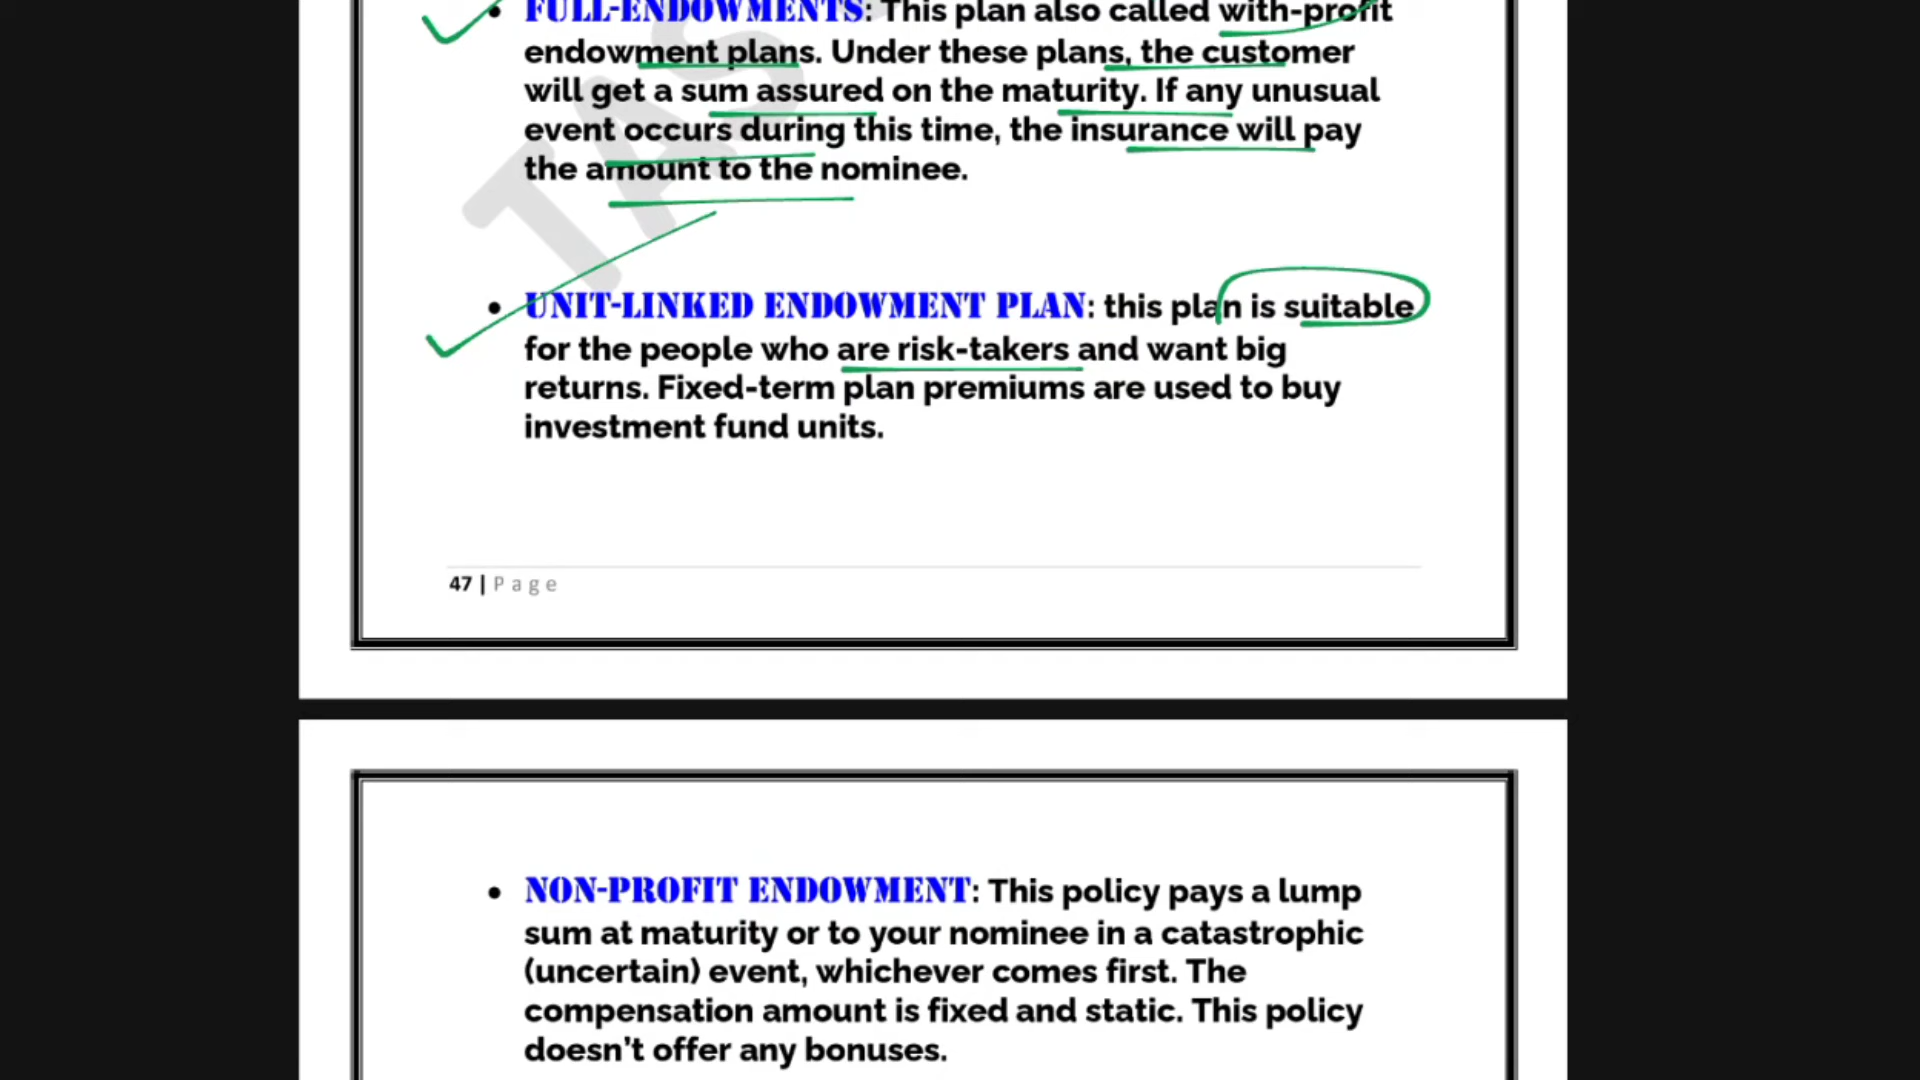 • FULL-ENDOWMENTS: This plan also called with-profit
endowment plans. Under these plans, the customer
will get a sum assured on the maturity. If any unusual
event occurs during this time, the insurance will pay
the amount to the nominee.
• UNIT-LINKED ENDOWMENT PLAN: this plan is suitable
for the people who are risk-takers and want big
returns. Fixed-term plan premiums are used to buy
investment fund units.
47 | Page
• NON-PROFIT ENDOWMENT: This policy pays a lump
sum at maturity or to your nominee in a catastrophic
(uncertain) event, whichever comes first. The
compensation amount is fixed and static. This policy
doesn't offer any bonuses.